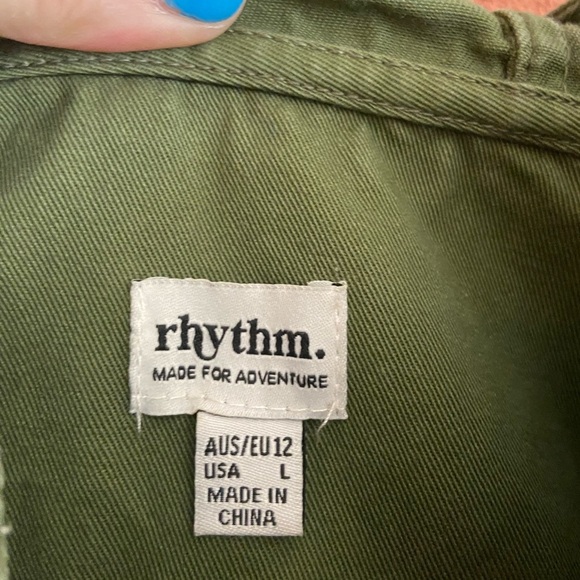 rhythm.
MADE FOR ADVENTURE
AUS/EU 12
USA L
MADE IN
CHINA